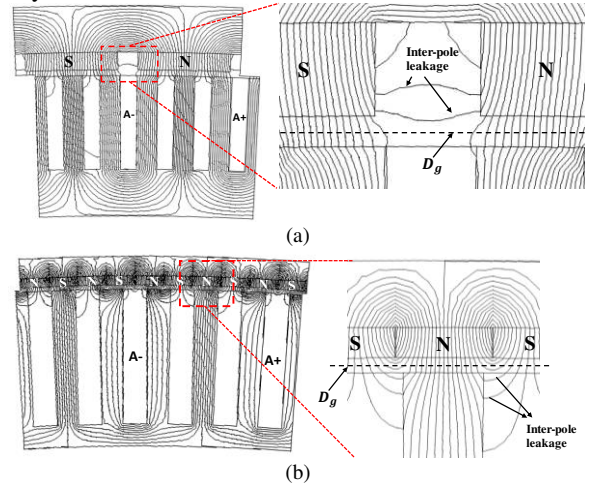 S
N
A-
A+
Inter-pole
leakage
S
N
D_g
(a)
A-
A+
S
N
S
D_g
Inter-pole
leakage
(b)